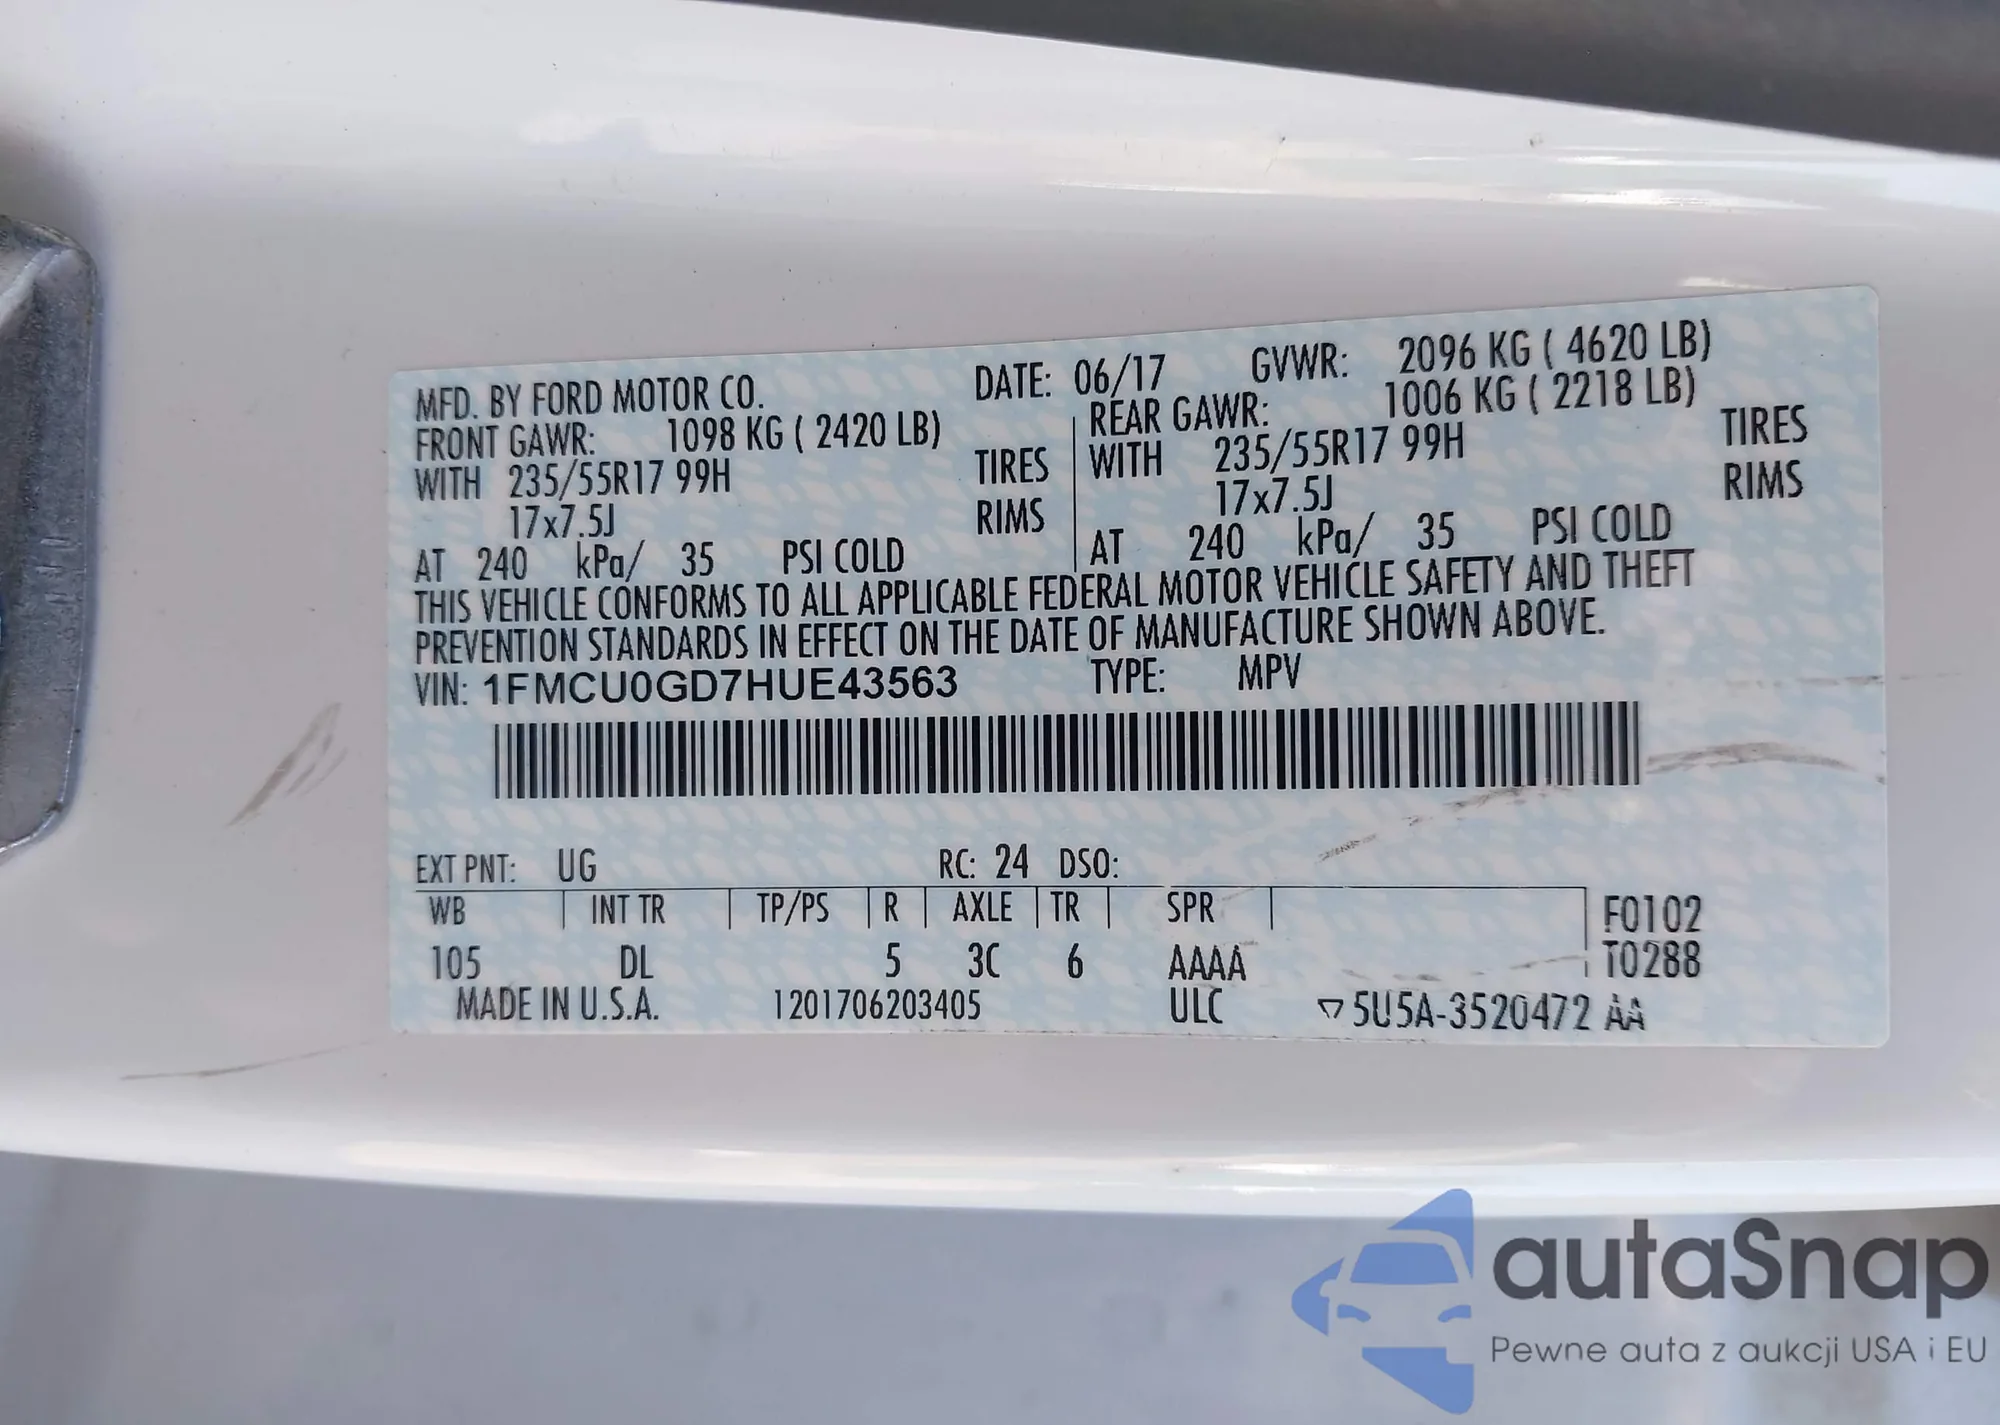 MFD. BY FORD MOTOR CO. DATE: 06/17 GVWR: 2096 KG ( 4620 LB)
FRONT GAWR: 1098 KG ( 2420 LB) REAR GAWR: 1006 KG ( 2218 LB)
WITH 235/55R17 99H TIRES WITH 235/55R17 99H TIRES
17x7.5J RIMS 17x7.5J RIMS
AT 240 kPa/ 35 PSI COLD AT 240 kPa/ 35 PSI COLD
THIS VEHICLE CONFORMS TO ALL APPLICABLE FEDERAL MOTOR VEHICLE SAFETY AND THEFT
PREVENTION STANDARDS IN EFFECT ON THE DATE OF MANUFACTURE SHOWN ABOVE.
VIN: 1FMCU0GD7HUE43563 TYPE: MPV
EXT PNT: UG RC: 24 DSO:
WB INT TR TP/PS R AXLE TR SPR F0102
105 DL 5 3C 6 AAAA T0288
MADE IN U.S.A. 1201706203405 ULC ▽5U5A-3520472 AA
autaSnap
Pewne auta z aukcji USA i EU